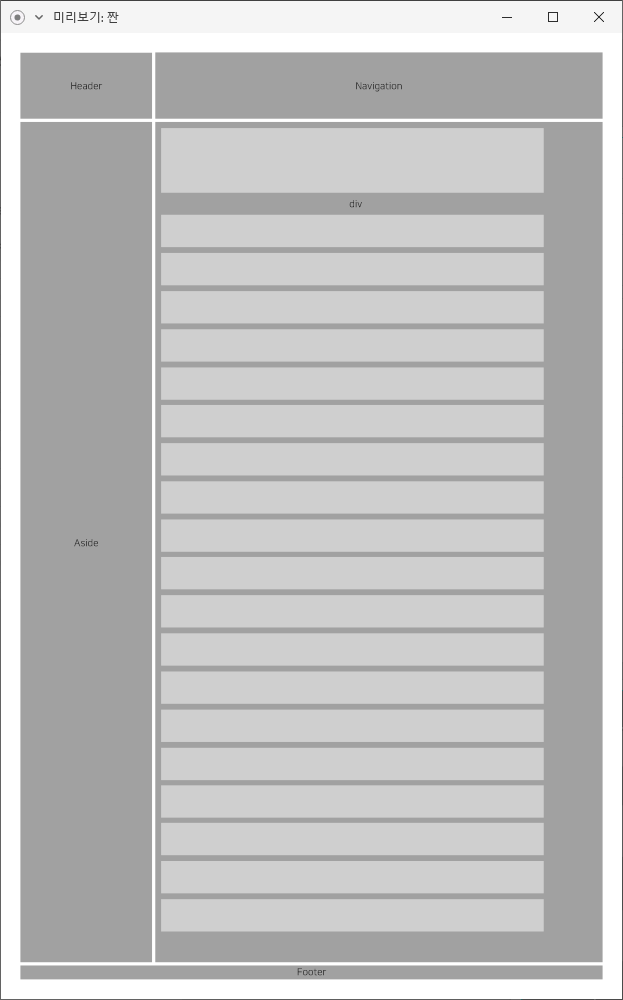 미리보기: 짠
Header
Navigation
div
Aside
Footer